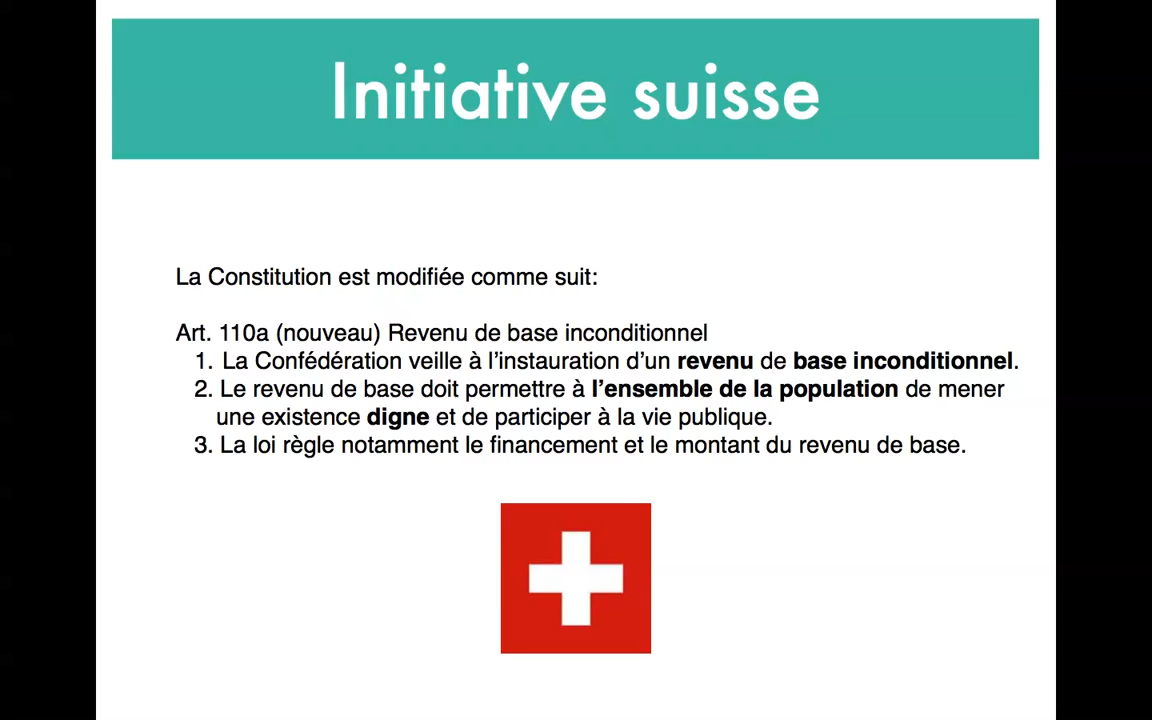 Initiative suisse
La Constitution est modifiée comme suit:
Art. 110a (nouveau) Revenu de base inconditionnel
1. La Confédération veille à l’instauration d’un revenu de base inconditionnel.
2. Le revenu de base doit permettre à l’ensemble de la population de mener
une existence digne et de participer à la vie publique.
3. La loi règle notamment le financement et le montant du revenu de base.